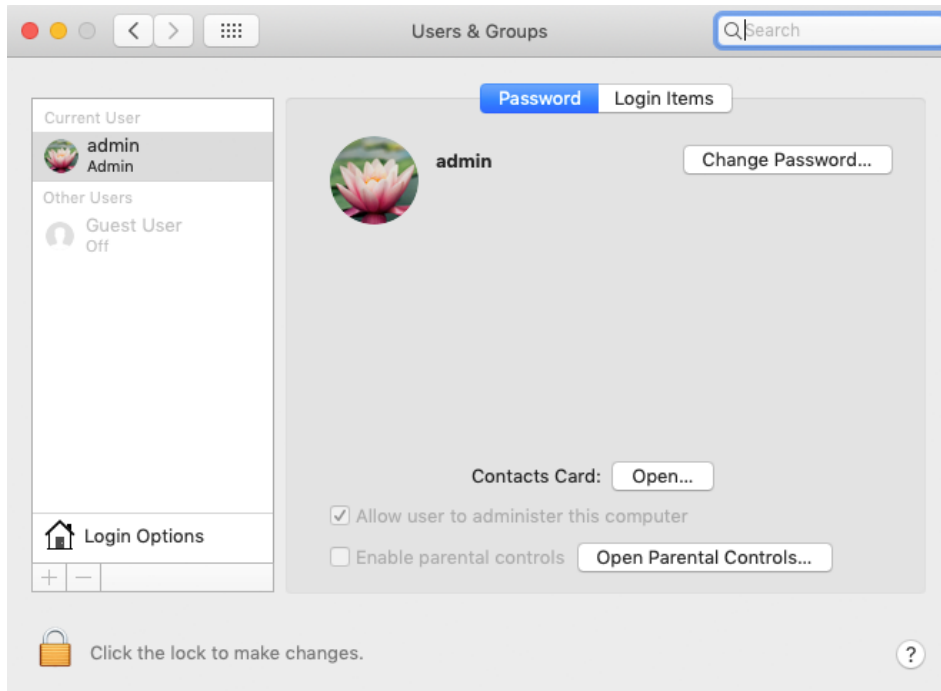 Users & Groups
Search
Password
Login Items
Current User
admin
Admin
Other Users
Guest User
Off
Login Options
admin
Change Password...
Contacts Card:
Open...
Allow user to administer this computer
Enable parental controls
Open Parental Controls...
Click the lock to make changes.
?